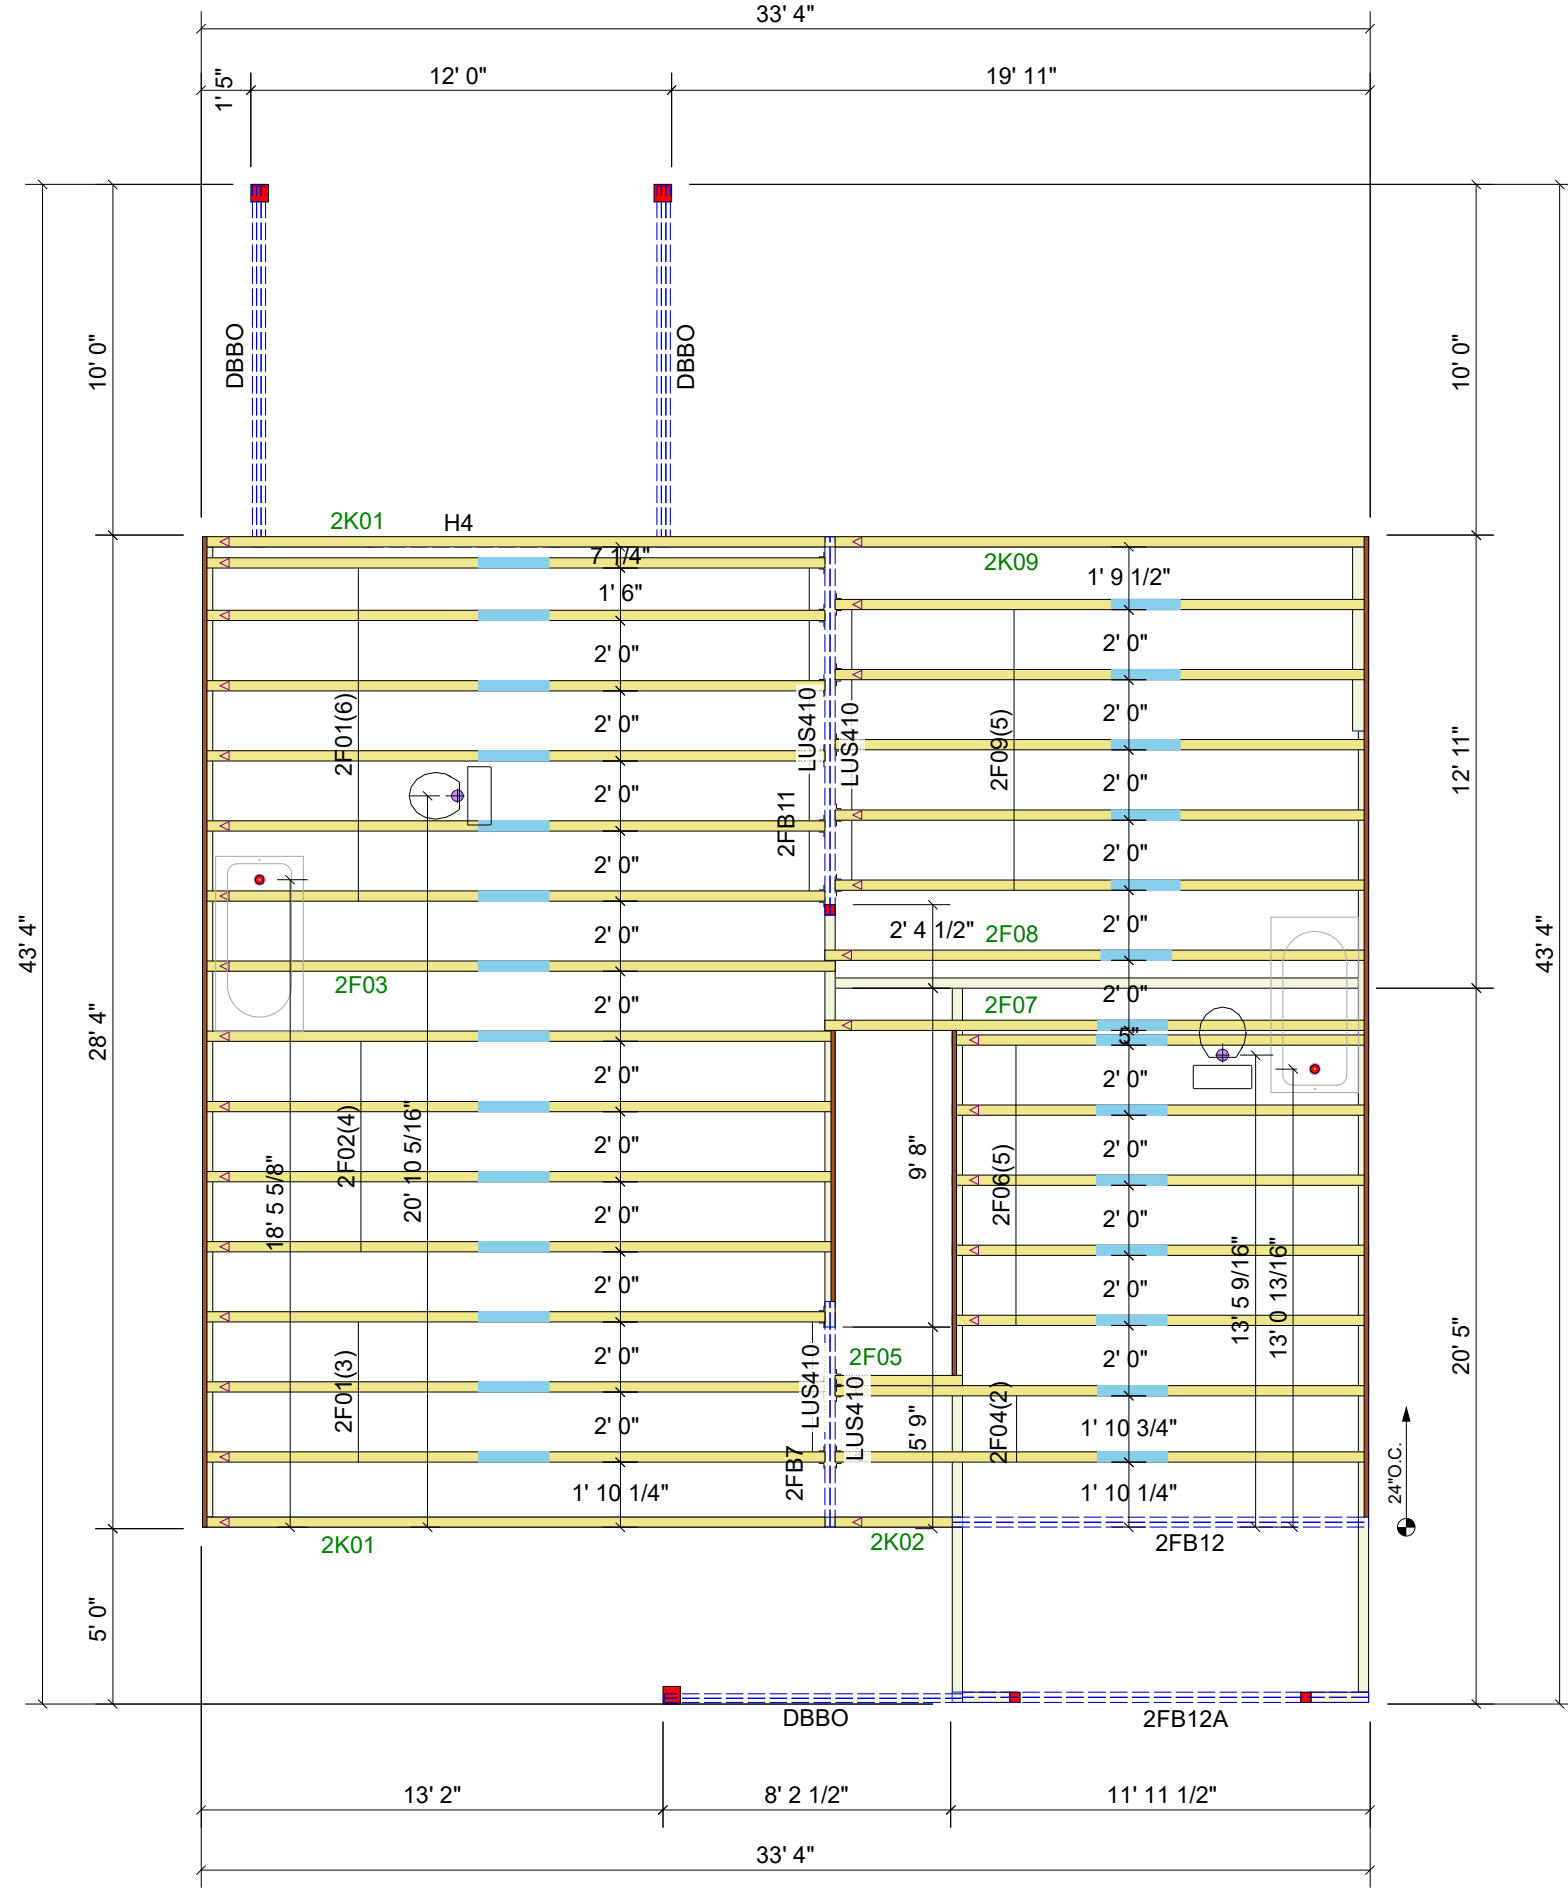 33' 4"
1' 5"
12' 0"
19' 11"
DBBO
DBBO
10' 0"
10' 0"
2K01
H4
7 1/4"
2K09
1' 9 1/2"
1' 6"
2' 0"
2' 0"
2' 0"
2' 0"
2F01(6)
LUS410
LUS410
2F09(5)
12' 11"
2' 0"
2' 0"
2FB11
2' 0"
2' 0"
43' 4"
43' 4"
2' 0"
2' 4 1/2"
2F08
2' 0"
2F03
2' 0"
2' 0"
2F07
28' 4"
5"
2' 0"
2' 0"
2F02(4)
20' 10 5/16"
2' 0"
9' 8"
2' 0"
18' 5 5/8"
2F06(5)
2' 0"
2' 0"
2' 0"
2' 0"
13' 5 9/16"
13' 0 13/16"
20' 5"
2' 0"
2F05
2' 0"
2F01(3)
LUS410
LUS410
5' 9"
2F04(2)
2' 0"
1' 10 3/4"
2FB7
24"O.C.
1' 10 1/4"
1' 10 1/4"
2K01
2K02
2FB12
5' 0"
DBBO
2FB12A
13' 2"
8' 2 1/2"
11' 11 1/2"
33' 4"